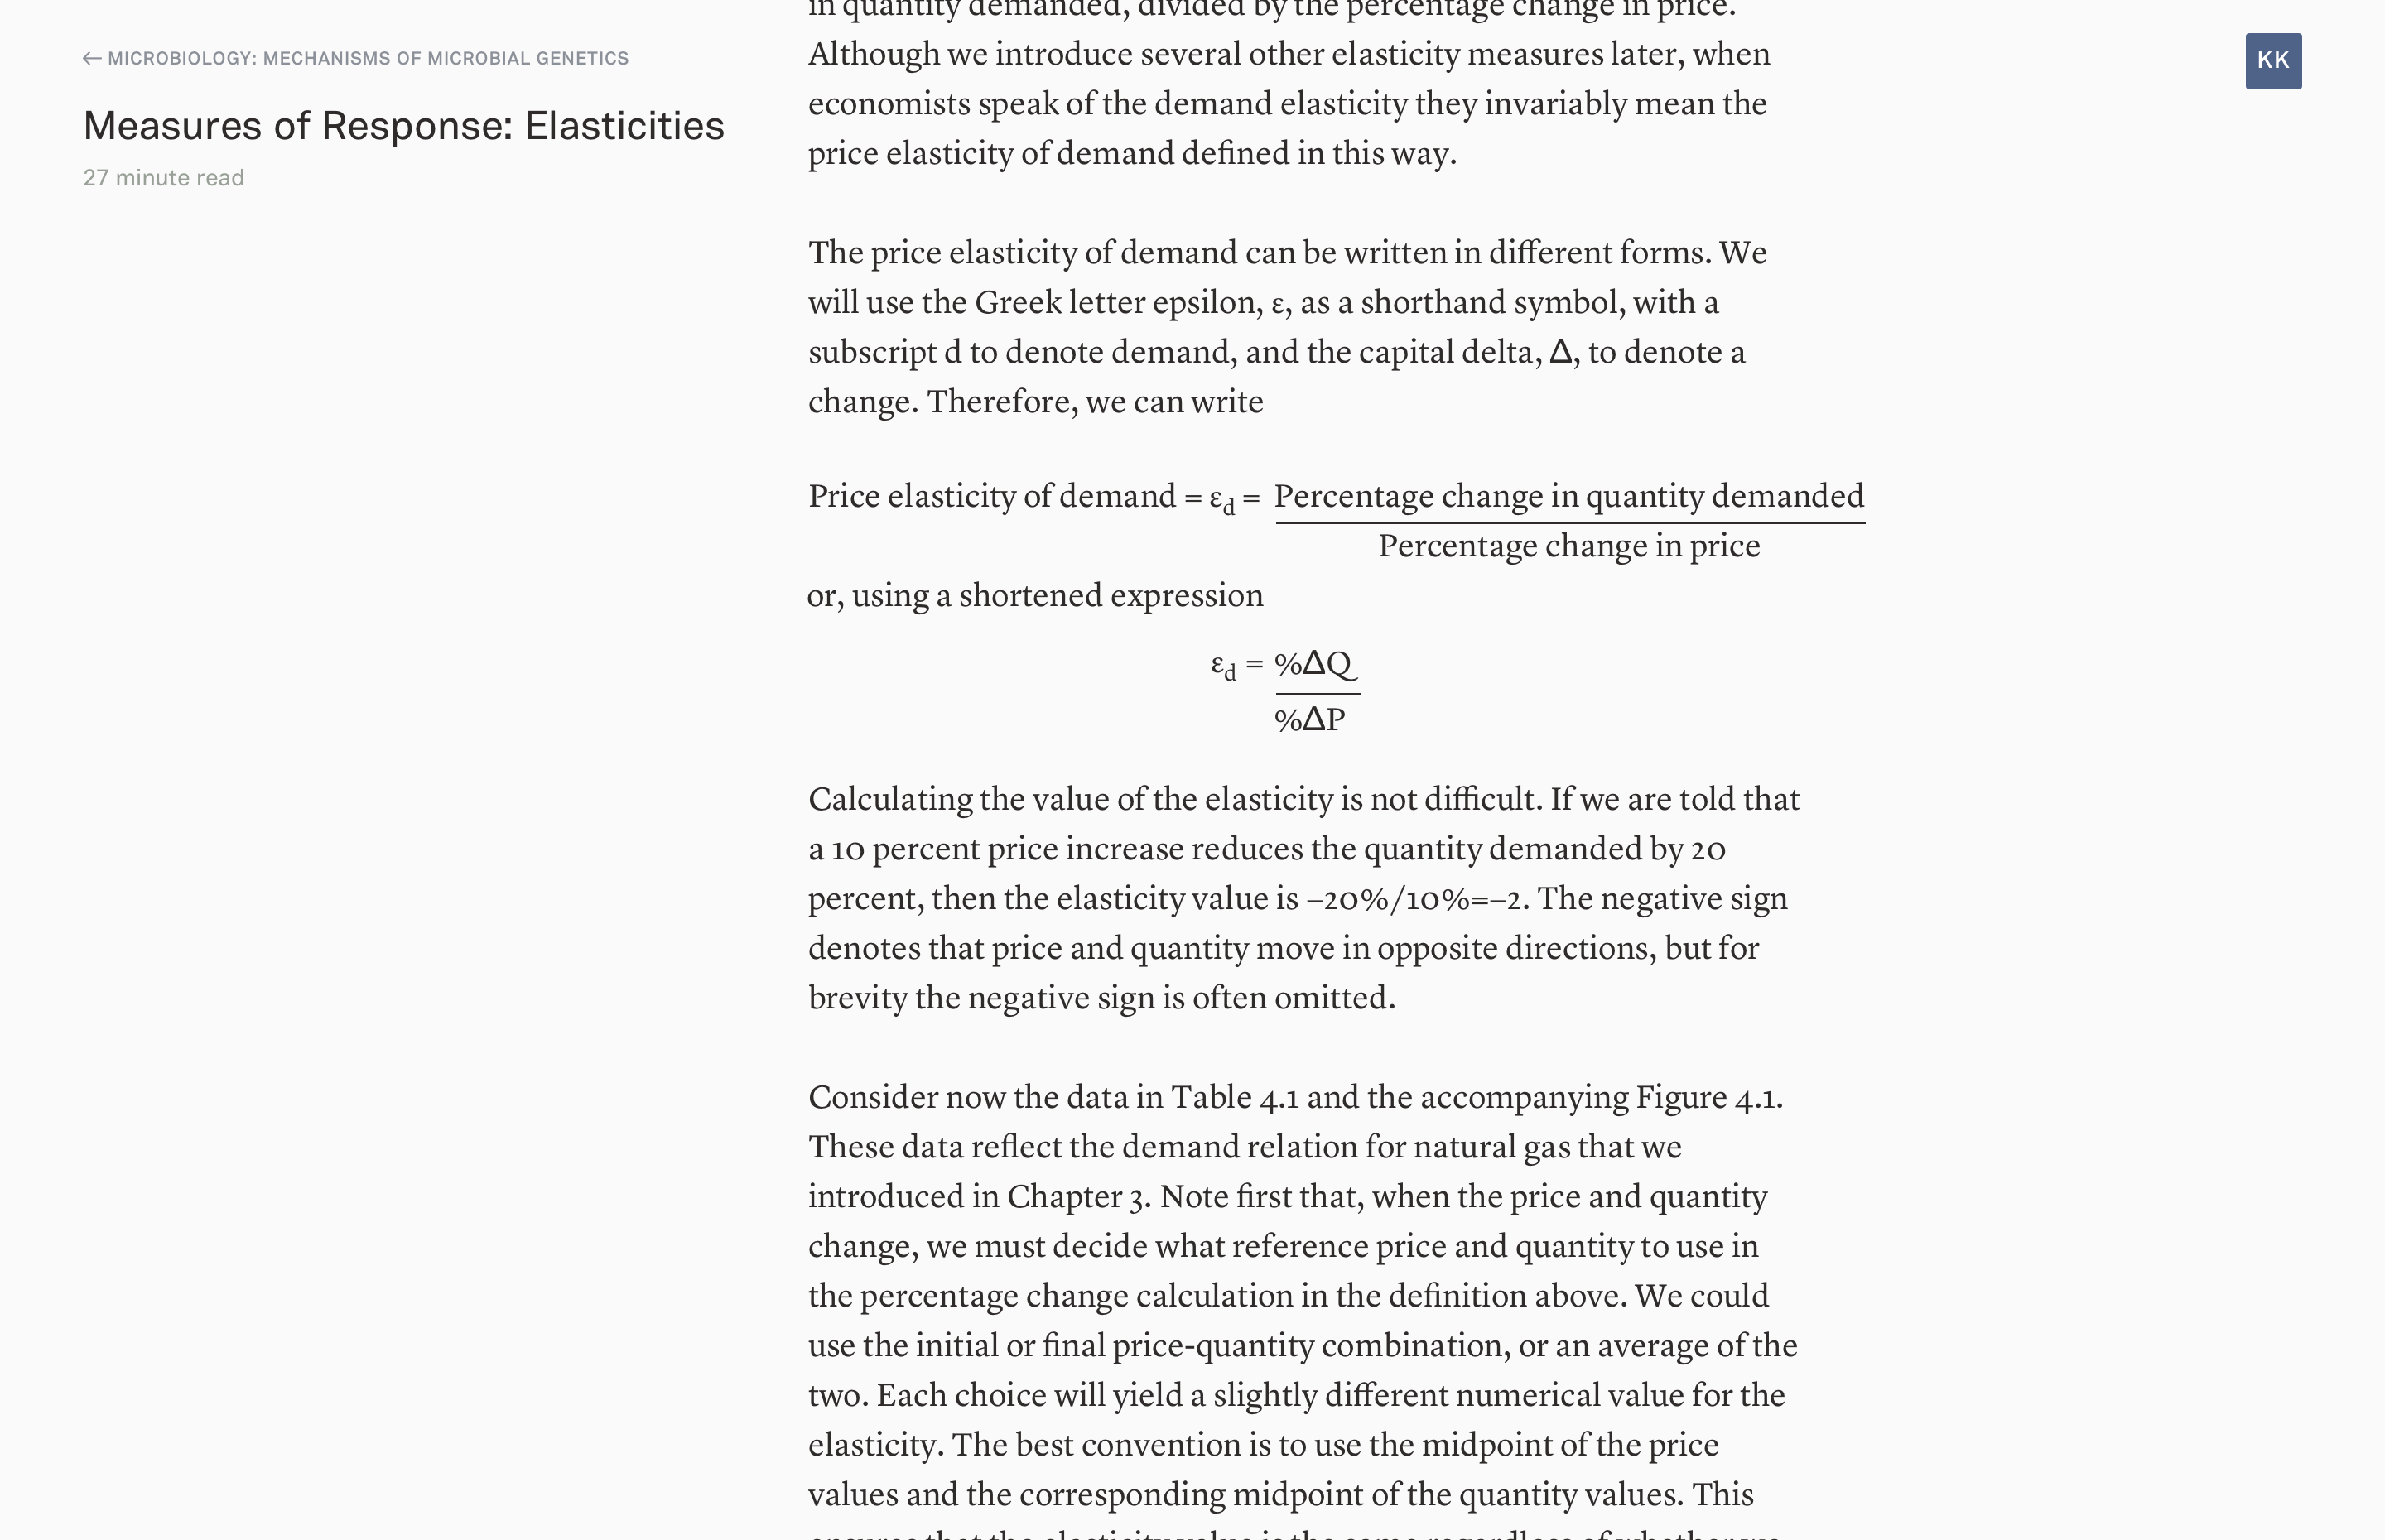 ← MICROBIOLOGY: MECHANISMS OF MICROBIAL GENETICS
Measures of Response: Elasticities
27 minute read
KK
in quantity demanded, divided by the percentage change in price.
Although we introduce several other elasticity measures later, when
economists speak of the demand elasticity they invariably mean the
price elasticity of demand defined in this way.
The price elasticity of demand can be written in different forms. We
will use the Greek letter epsilon, ε, as a shorthand symbol, with a
subscript d to denote demand, and the capital delta, Δ, to denote a
change. Therefore, we can write
Price elasticity of demand = εd = Percentage change in quantity demanded
Percentage change in price
or, using a shortened expression
εd = %ΔQ
%ΔP
Calculating the value of the elasticity is not difficult. If we are told that
a 10 percent price increase reduces the quantity demanded by 20
percent, then the elasticity value is –20%/10%=–2. The negative sign
denotes that price and quantity move in opposite directions, but for
brevity the negative sign is often omitted.
Consider now the data in Table 4.1 and the accompanying Figure 4.1.
These data reflect the demand relation for natural gas that we
introduced in Chapter 3. Note first that, when the price and quantity
change, we must decide what reference price and quantity to use in
the percentage change calculation in the definition above. We could
use the initial or final price-quantity combination, or an average of the
two. Each choice will yield a slightly different numerical value for the
elasticity. The best convention is to use the midpoint of the price
values and the corresponding midpoint of the quantity values. This